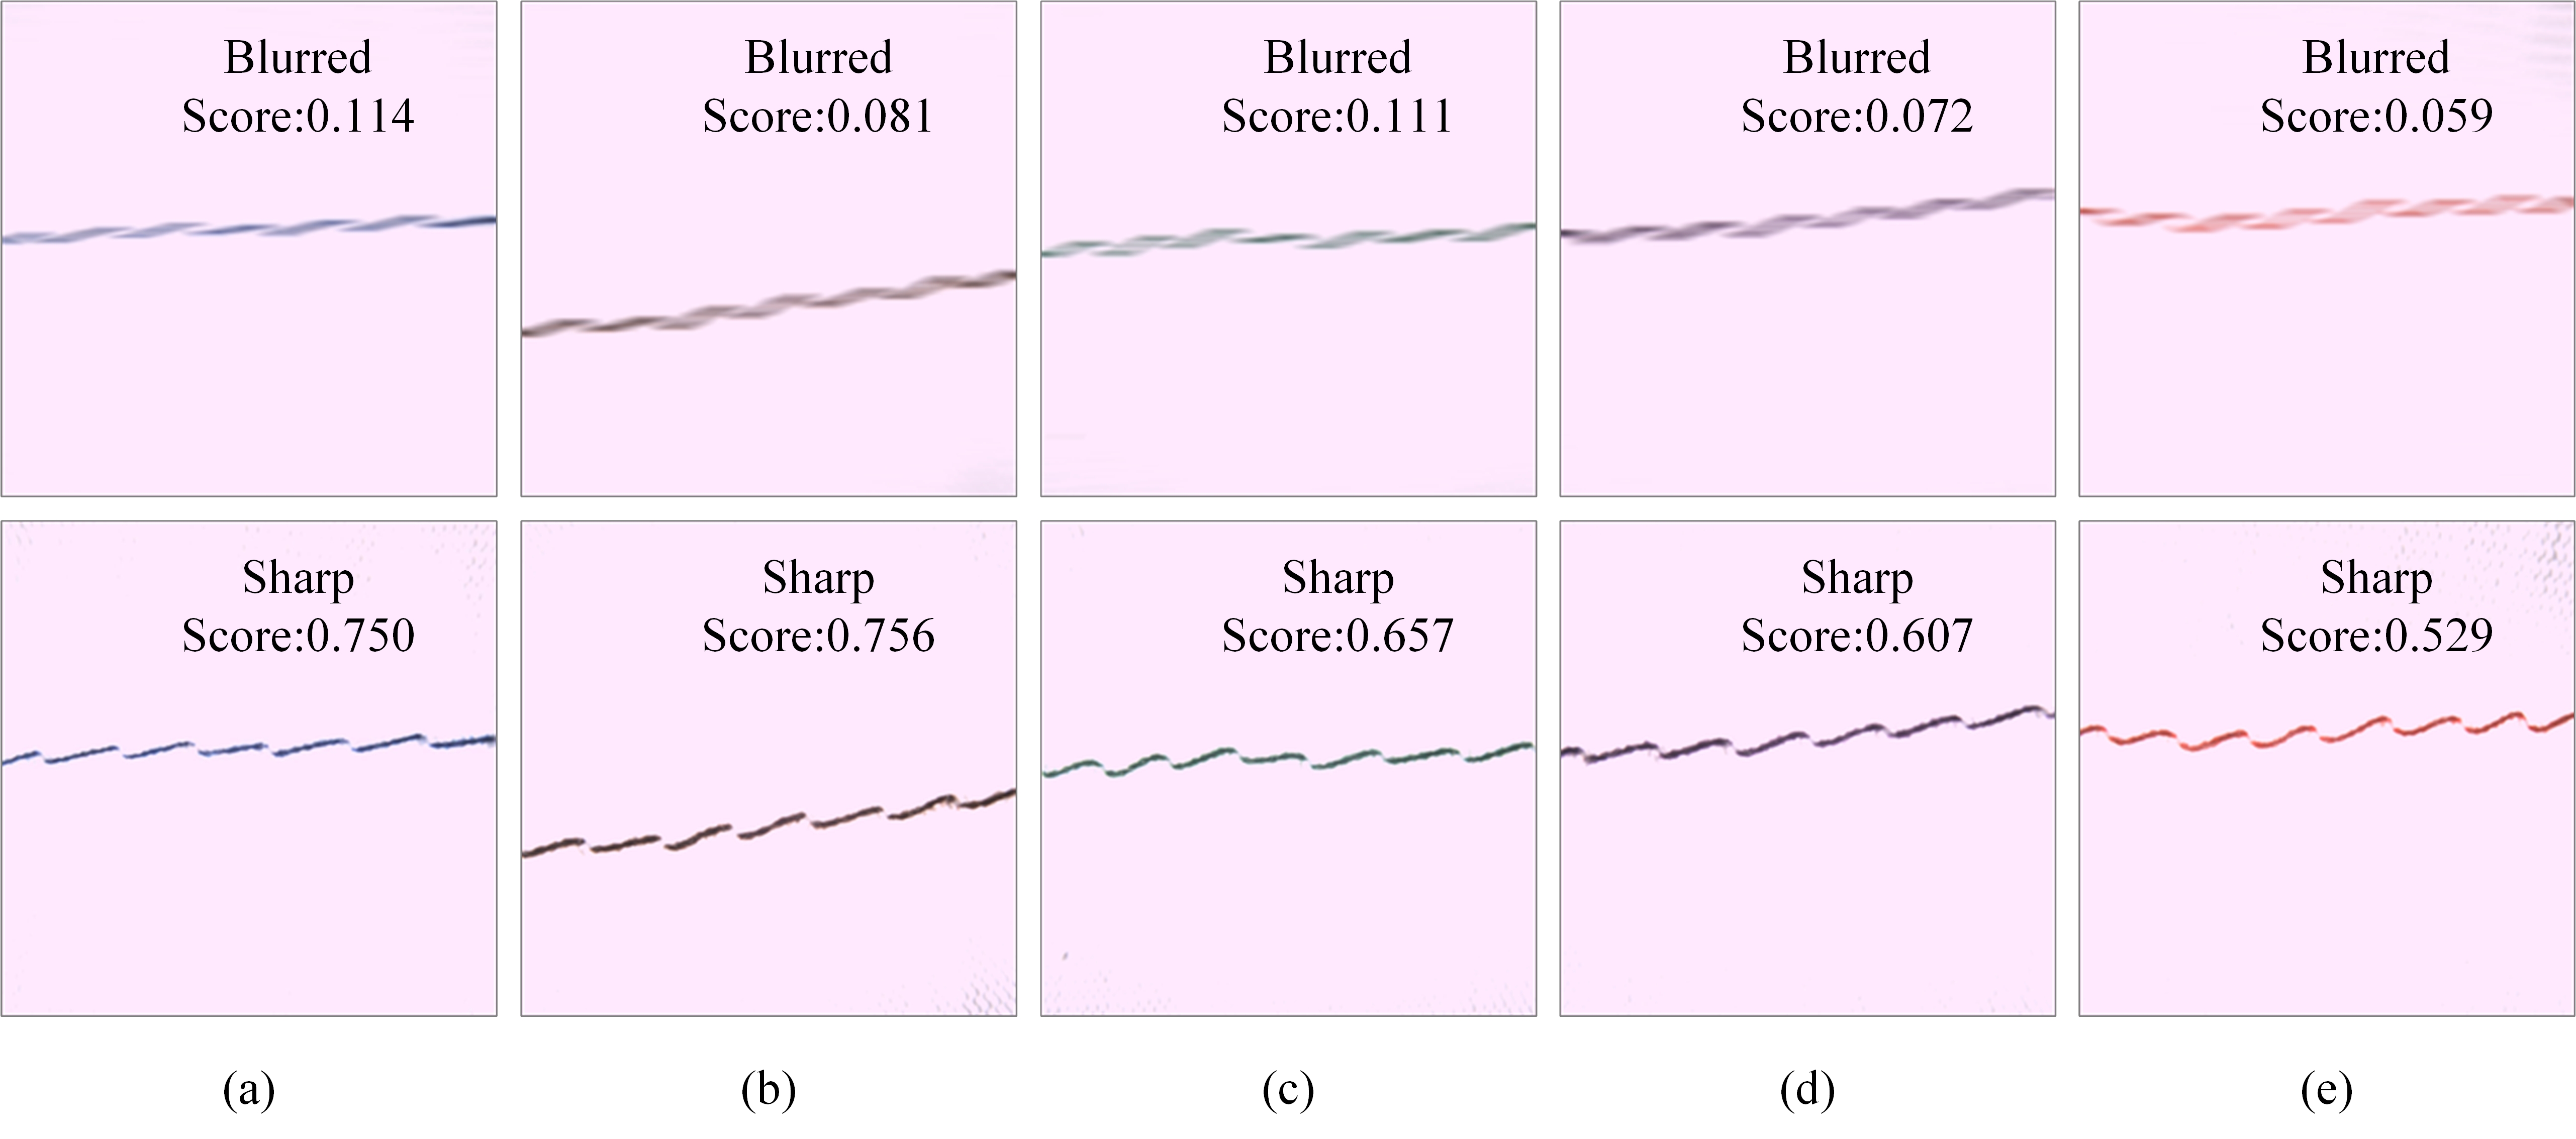 Blurred
Score:0.114
Blurred
Score:0.081
Blurred
Score:0.111
Blurred
Score:0.072
Blurred
Score:0.059
Sharp
Score:0.750
Sharp
Score:0.756
Sharp
Score:0.657
Sharp
Score:0.607
Sharp
Score:0.529
(a)
(b)
(c)
(d)
(e)